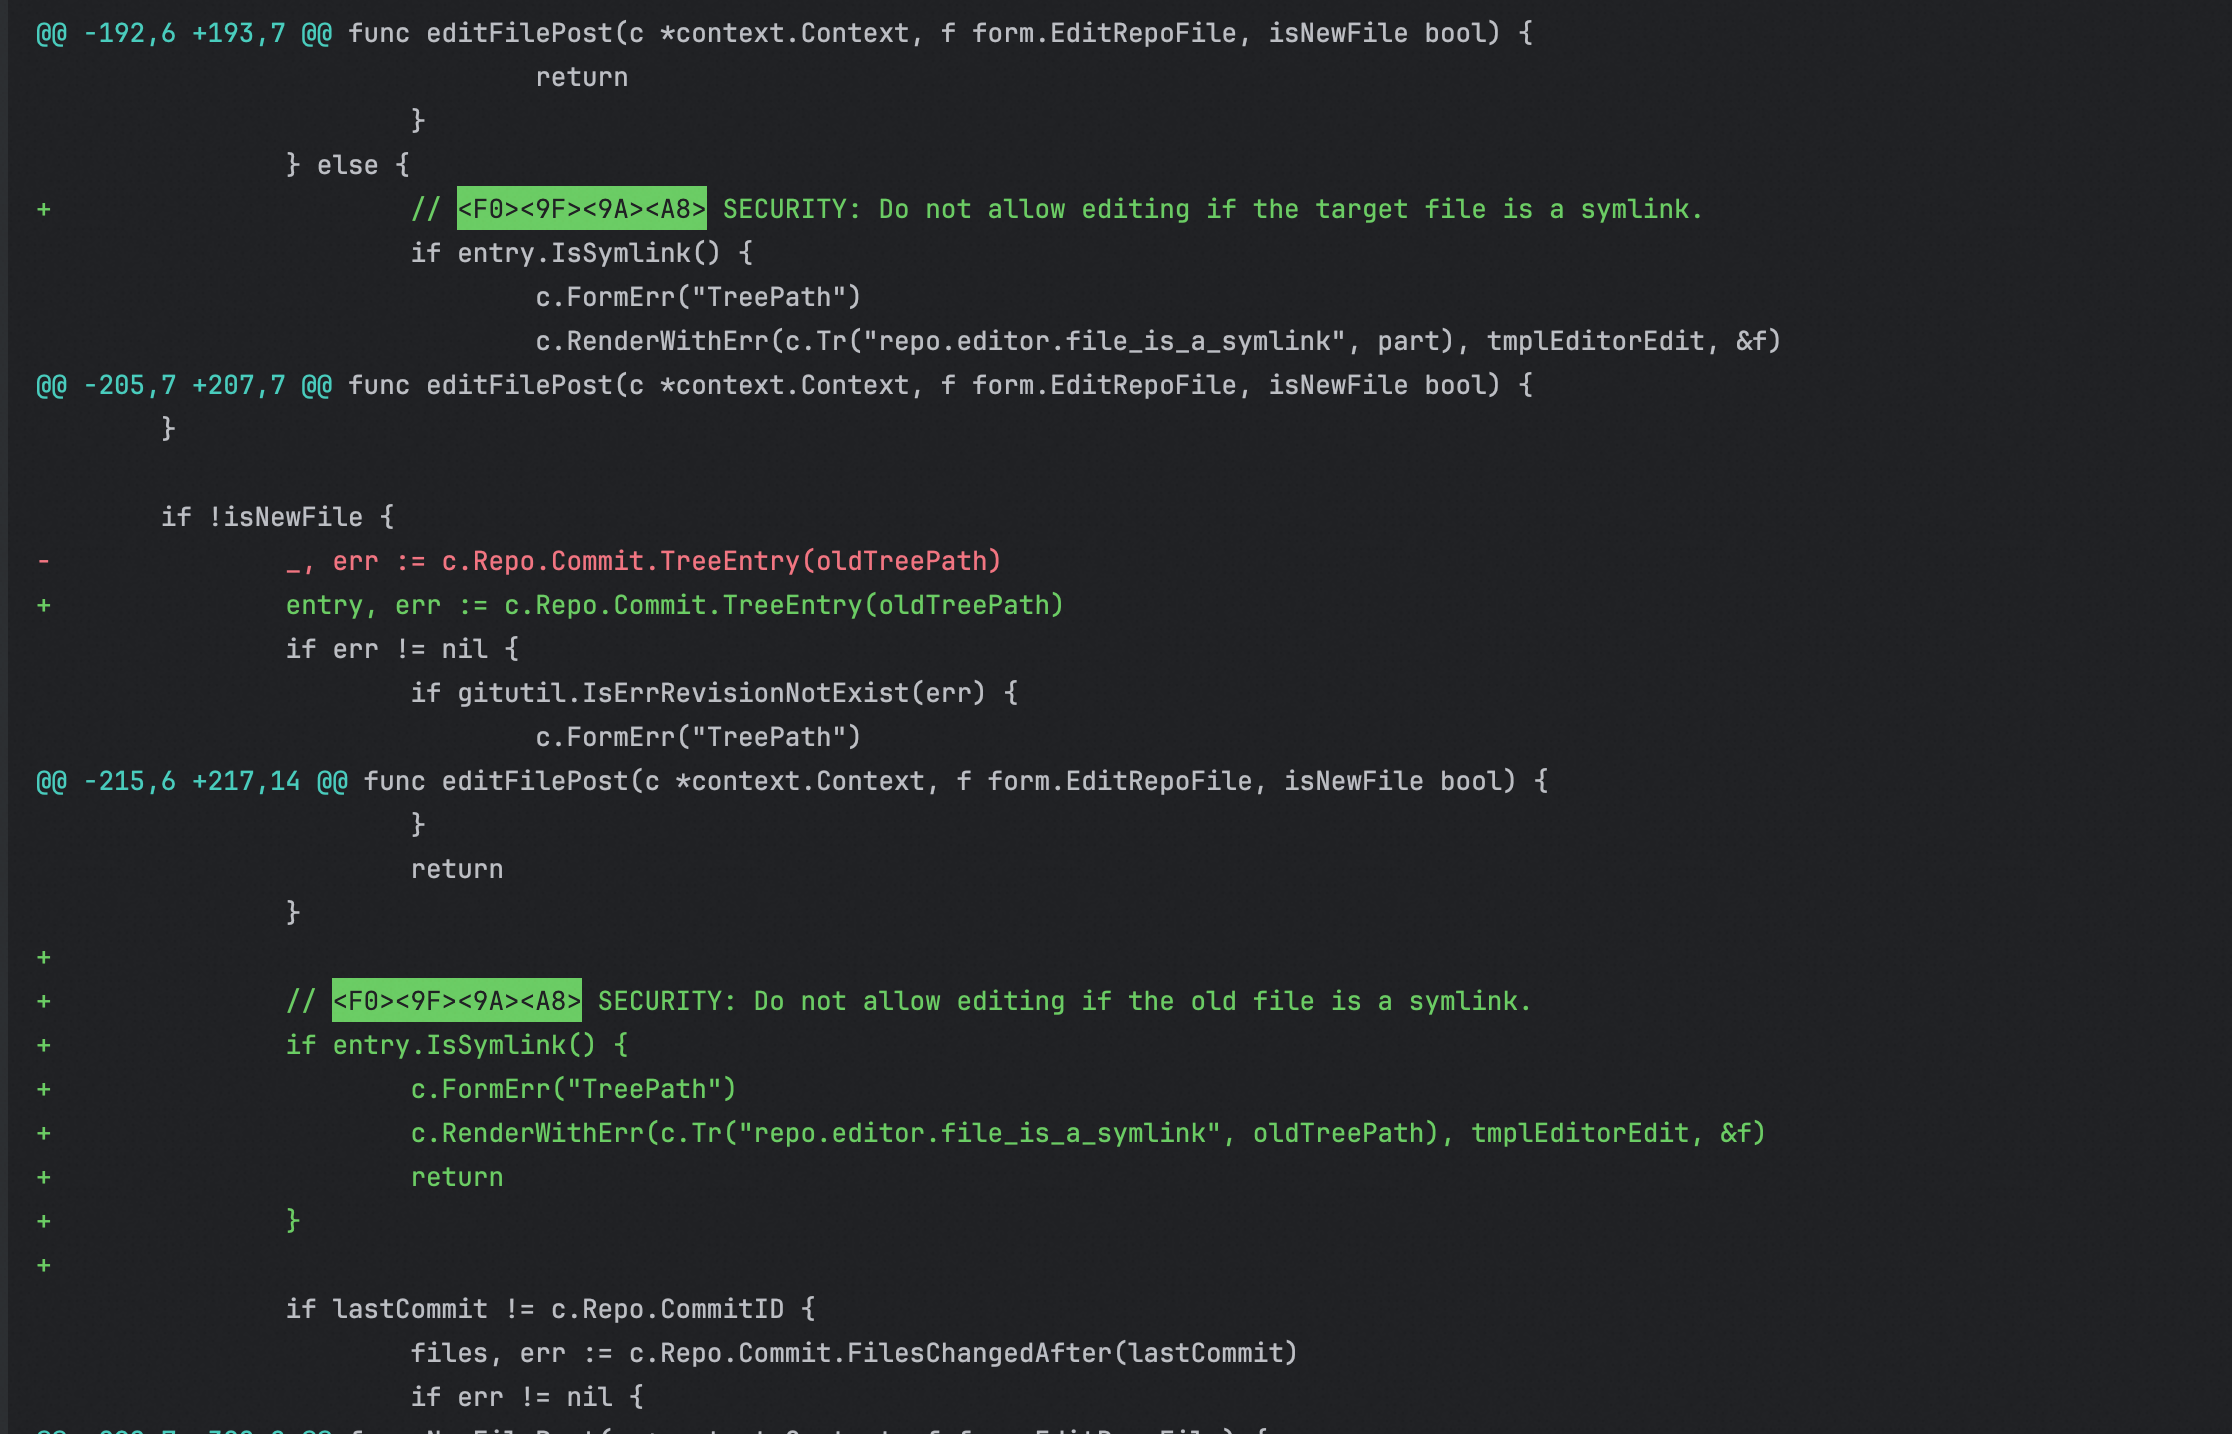 @@ -192,6 +193,7 @@ func editFilePost(c *context.Context, f form.EditRepoFile, isNewFile bool) {
                                return
                        }
                } else {
+                       // <F0><9F><9A><A8> SECURITY: Do not allow editing if the target file is a symlink.
                        if entry.IsSymlink() {
                                c.FormErr("TreePath")
                                c.RenderWithErr(c.Tr("repo.editor.file_is_a_symlink", part), tmplEditorEdit, &f)
@@ -205,7 +207,7 @@ func editFilePost(c *context.Context, f form.EditRepoFile, isNewFile bool) {
        }

        if !isNewFile {
-               _, err := c.Repo.Commit.TreeEntry(oldTreePath)
+               entry, err := c.Repo.Commit.TreeEntry(oldTreePath)
                if err != nil {
                        if gitutil.IsErrRevisionNotExist(err) {
                                c.FormErr("TreePath")
@@ -215,6 +217,14 @@ func editFilePost(c *context.Context, f form.EditRepoFile, isNewFile bool) {
                        }
                        return
                }
+
+               // <F0><9F><9A><A8> SECURITY: Do not allow editing if the old file is a symlink.
+               if entry.IsSymlink() {
+                       c.FormErr("TreePath")
+                       c.RenderWithErr(c.Tr("repo.editor.file_is_a_symlink", oldTreePath), tmplEditorEdit, &f)
+                       return
+               }
+
                if lastCommit != c.Repo.CommitID {
                        files, err := c.Repo.Commit.FilesChangedAfter(lastCommit)
                        if err != nil {